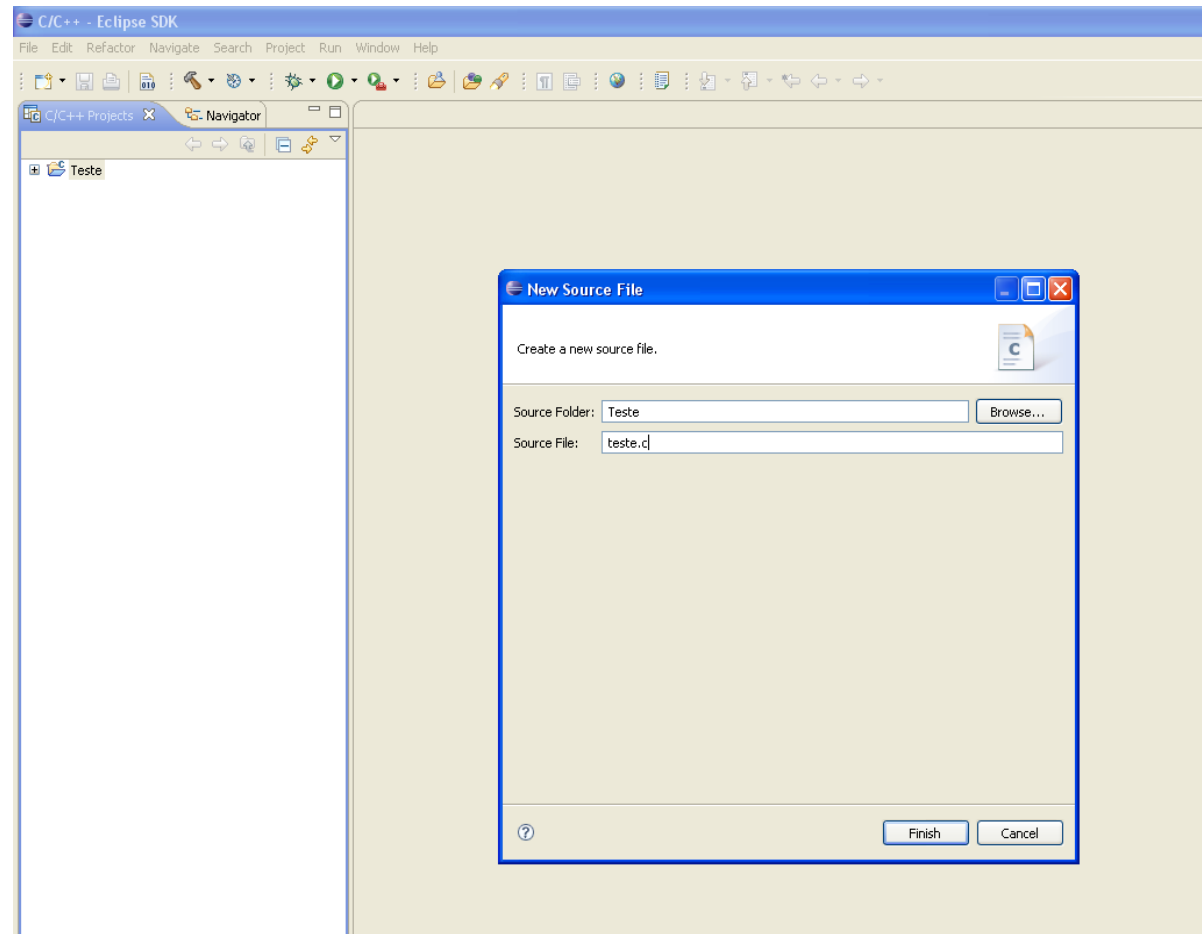 C/C++ - Eclipse SDK
File Edit Refactor Navigate Search Project Run Window Help
010
C/C++ Projects Navigator
Teste
New Source File
Create a new source file.
C
Source Folder: Teste Browse...
Source File: teste.c
? Finish Cancel